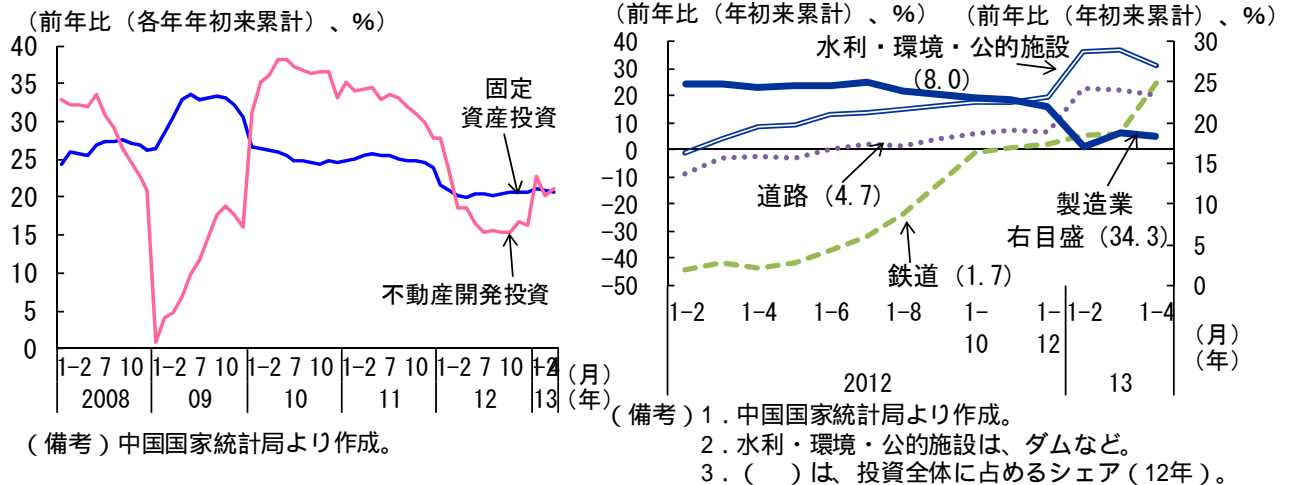 （前年比（各年年初来累計）、%）
40
35
30
25
20
15
10
5
0
固定
資産投資
不動産開発投資
1-2 7 10 1-2 7 10 1-2 7 10 1-2 7 10 1-2 7 10
（月）
2008 09 10 11 12 13
（年）
（備考）中国国家統計局より作成。
（前年比（年初来累計）、%）
（前年比（年初来累計）、%）
40
30
20
10
0
-10
-20
-30
-40
-50
30
25
20
15
10
5
0
水利・環境・公的施設
（8.0）
道路（4.7）
製造業
右目盛（34.3）
鉄道（1.7）
1-2 1-4 1-6 1-8 1-10 1-12 1-2 1-4
（月）
（年）
2012 13
（備考）1．中国国家統計局より作成。
2．水利・環境・公的施設は、ダムなど。
3．（　）は、投資全体に占めるシェア（12年）。